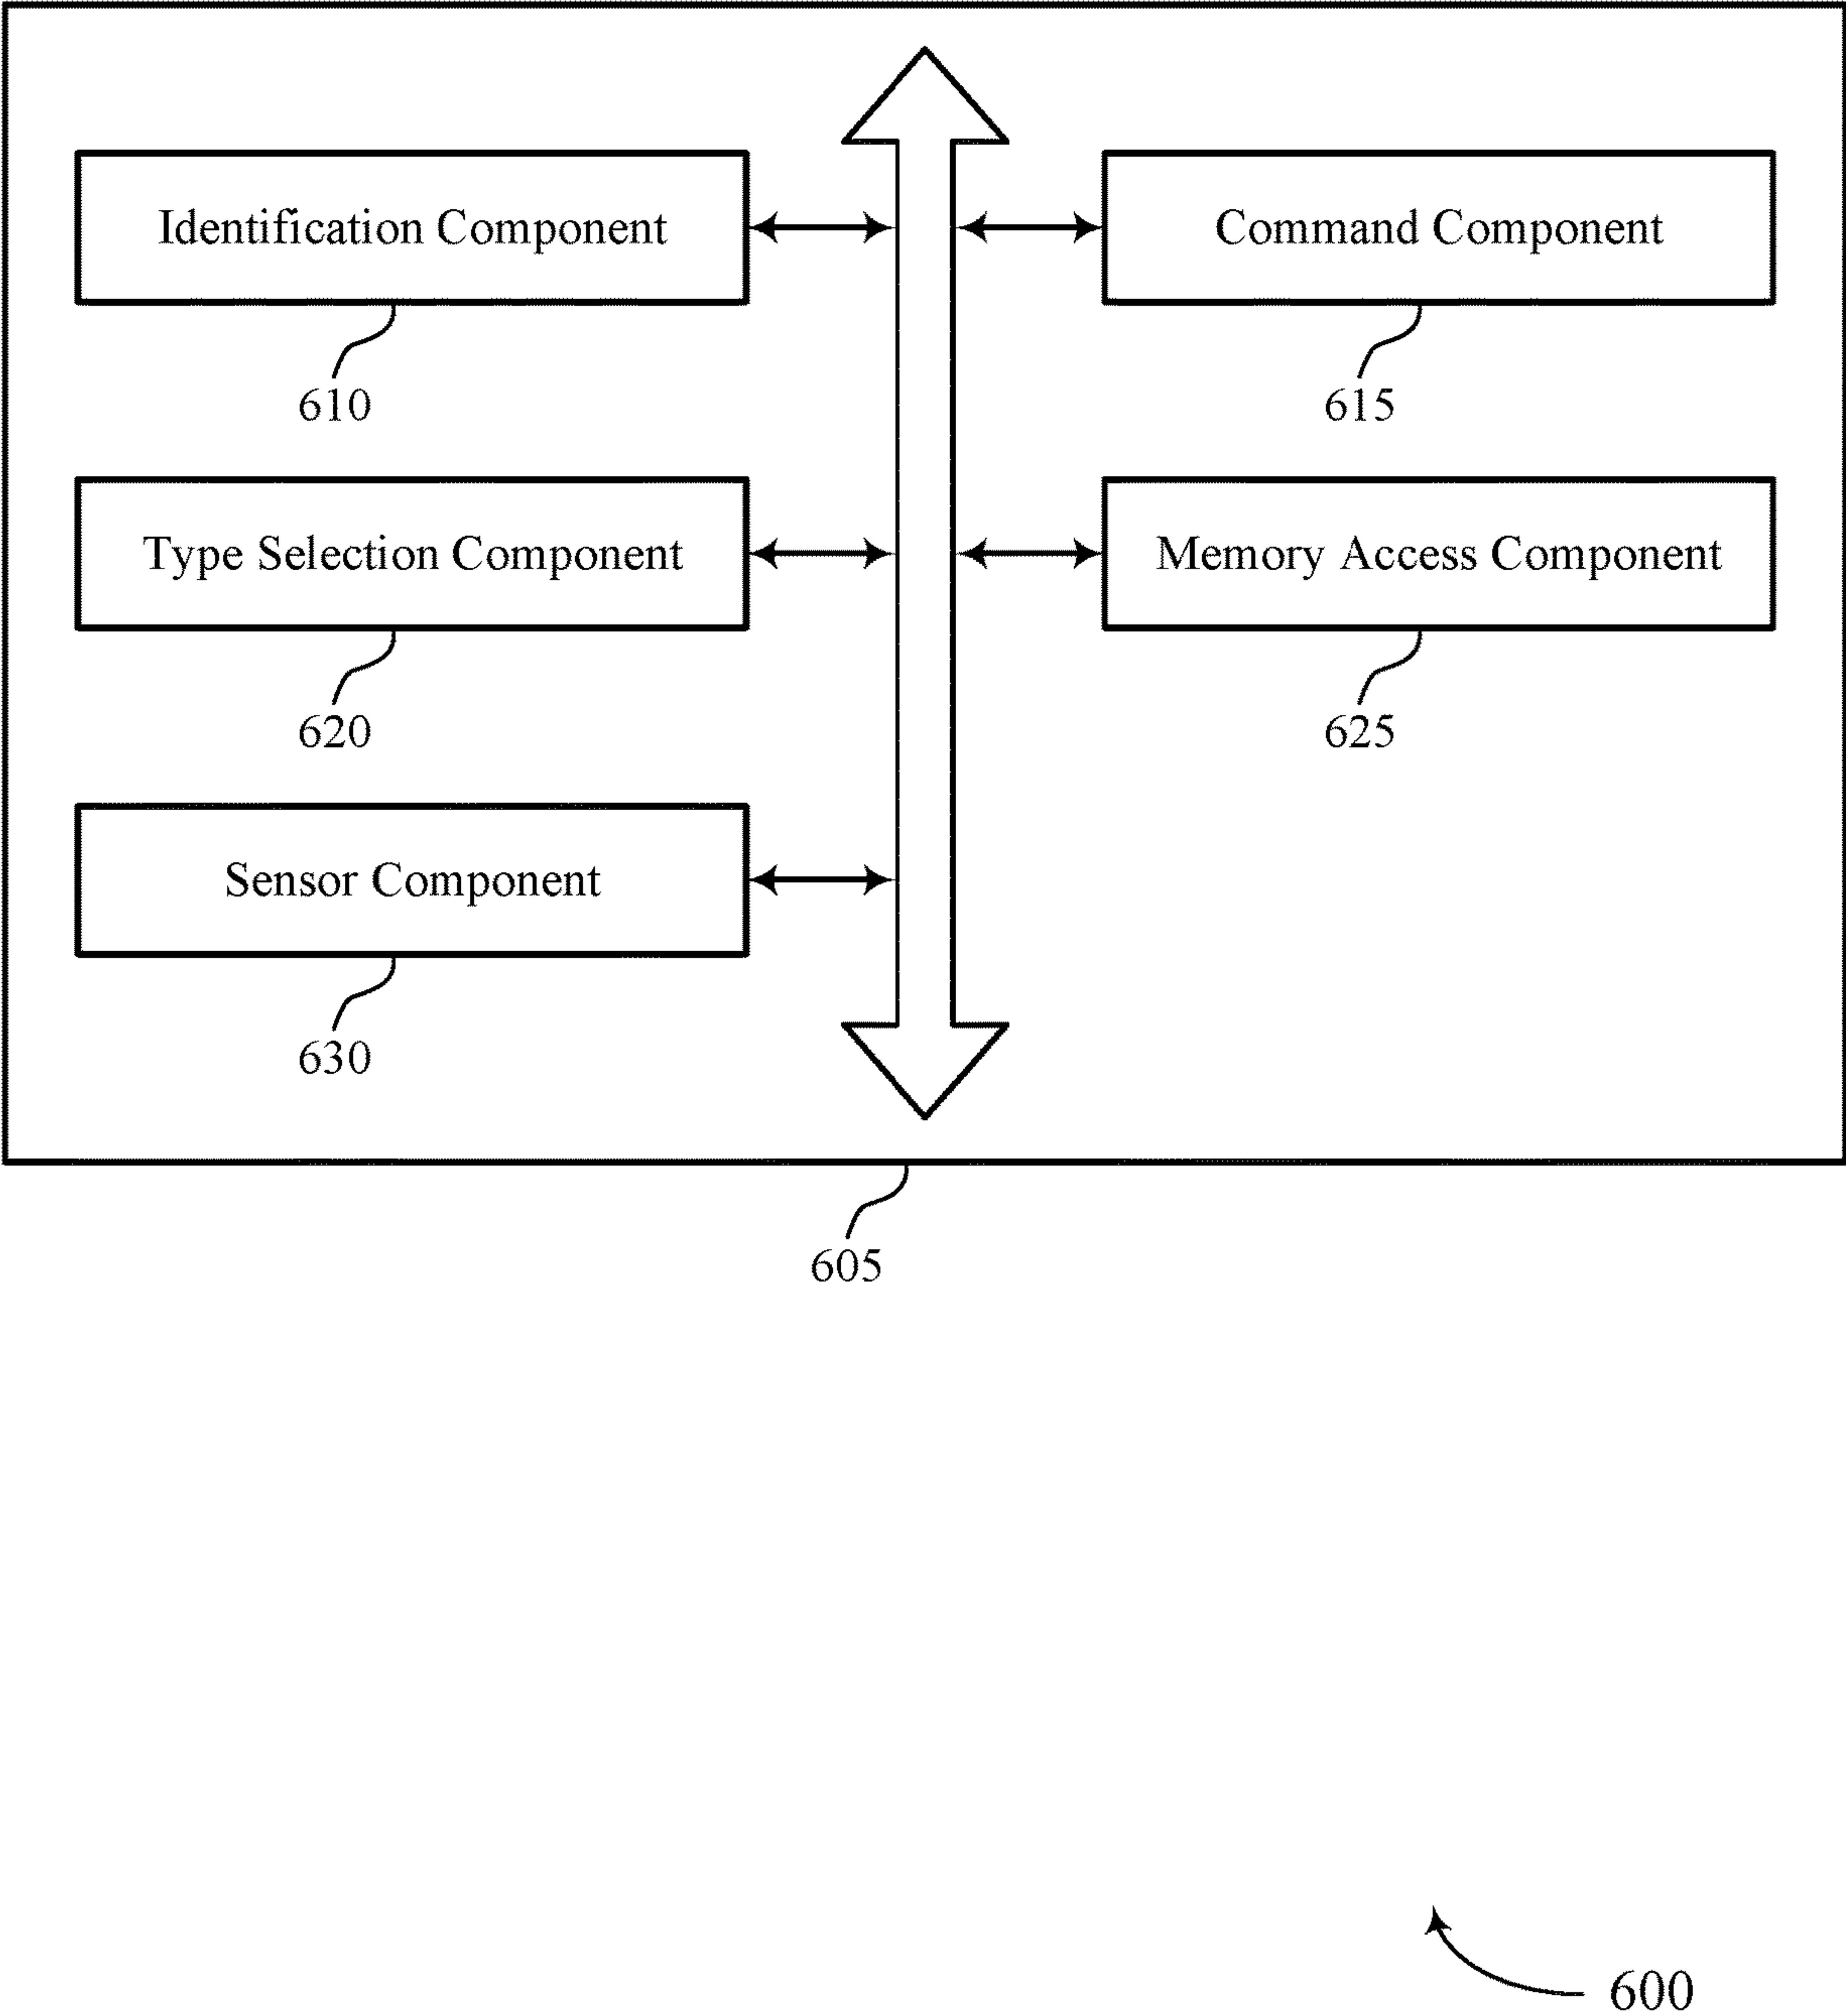 Identification Component
Command Component
610
615
Type Selection Component
Memory Access Component
620
625
Sensor Component
630
605
600